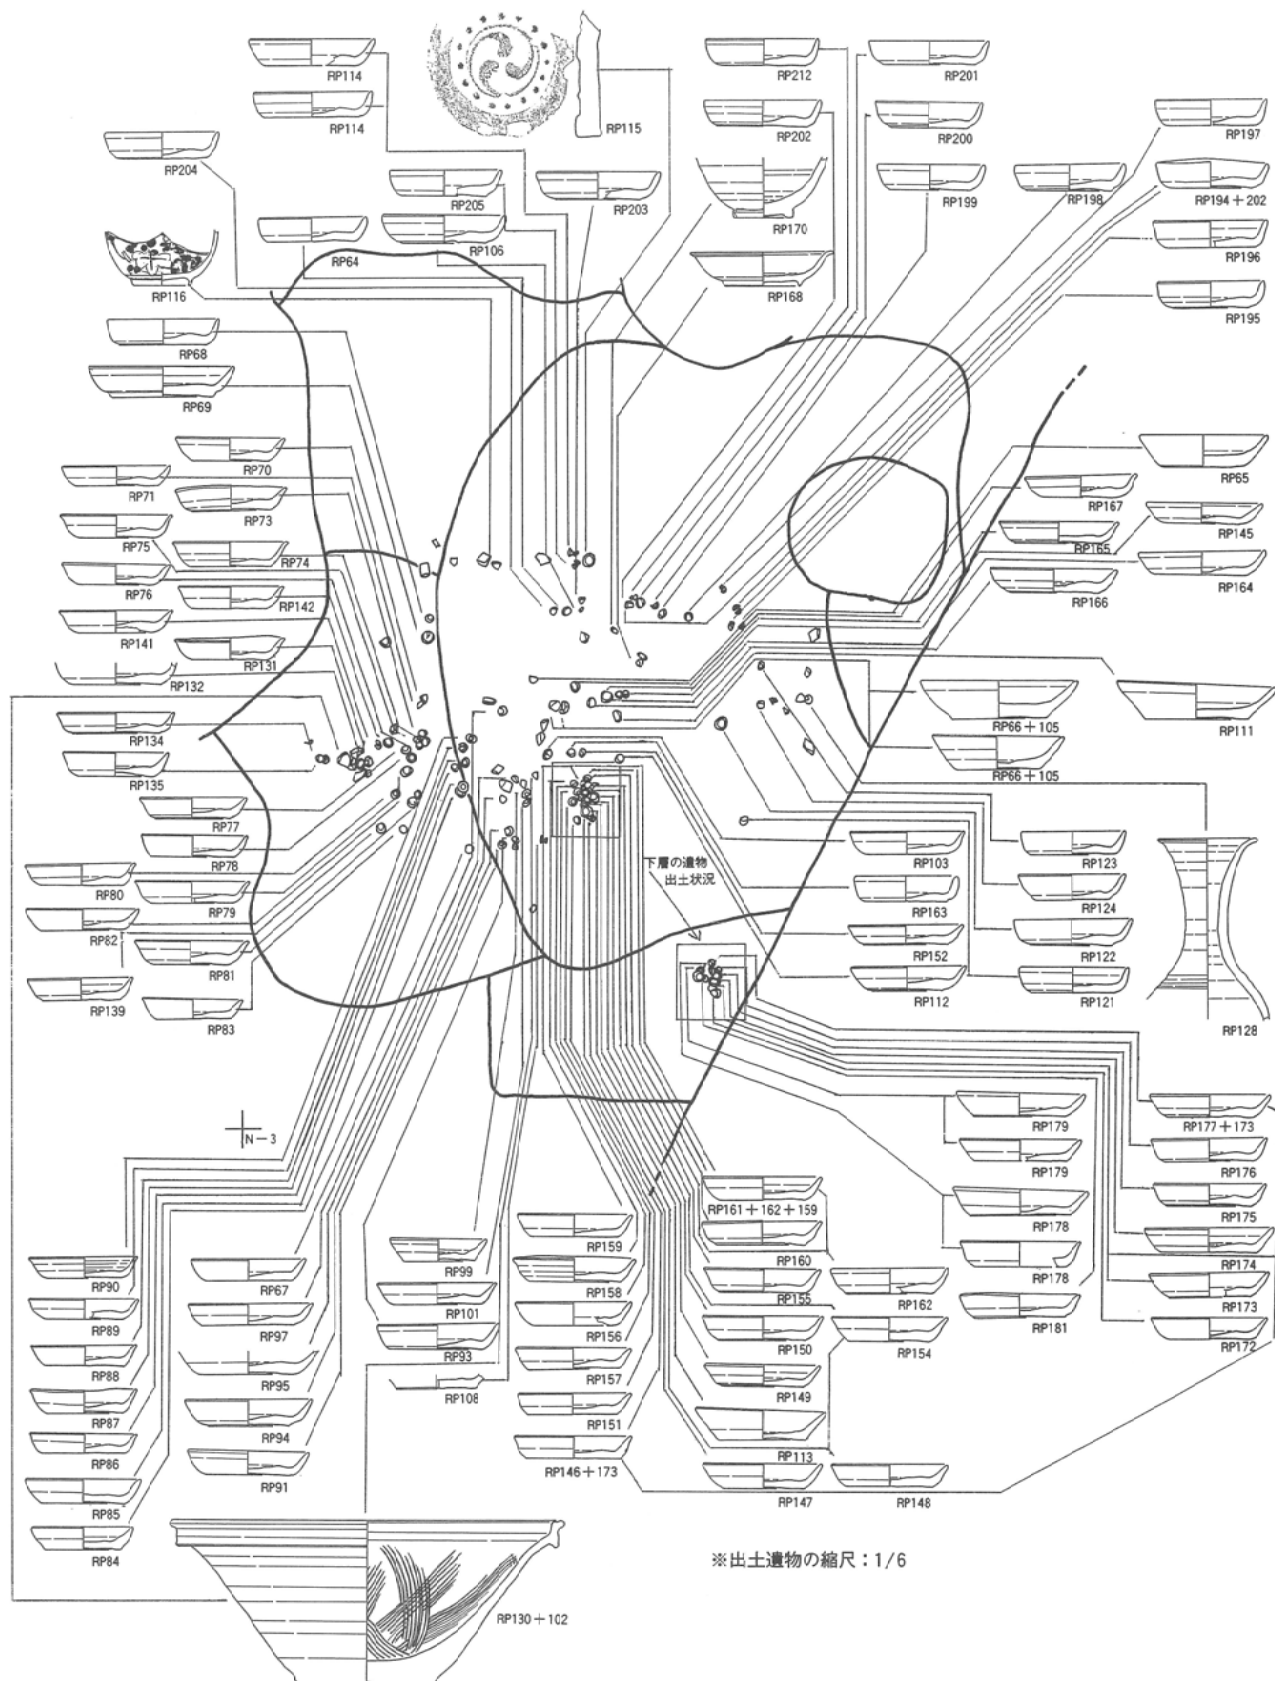 RP114
RP114
RP115
RP212
RP201
RP202
RP200
RP197
RP204
RP205
RP203
RP170
RP199
RP198
RP194+202
RP64
RP106
RP196
RP116
RP168
RP195
RP68
RP69
RP70
RP71
RP73
RP65
RP167
RP145
RP75
RP74
RP165
RP76
RP142
RP164
RP166
RP141
RP131
RP132
RP66+105
RP111
RP134
RP66+105
RP135
RP77
RP78
RP103
RP123
下層の遺物
出土状況
RP80
RP79
RP163
RP124
RP82
RP81
RP152
RP122
RP139
RP83
RP112
RP121
RP128
N-3
RP179
RP177+173
RP179
RP176
RP161+162+159
RP178
RP175
RP159
RP160
RP178
RP174
RP90
RP67
RP99
RP158
RP155
RP162
RP181
RP173
RP89
RP97
RP101
RP156
RP150
RP154
RP172
RP88
RP95
RP93
RP157
RP149
RP87
RP94
RP108
RP151
RP113
RP86
RP91
RP146+173
RP147
RP148
RP85
RP84
※出土遺物の縮尺：1/6
RP130+102